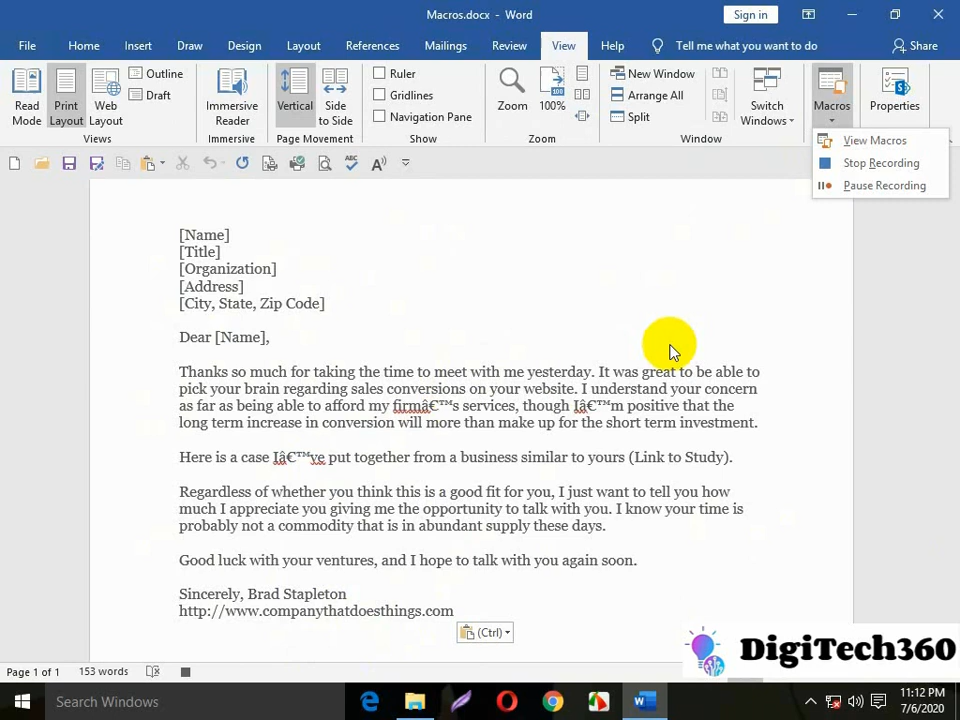 Macros.docx - Word
Sign in
File Home Insert Draw Design Layout References Mailings Review View Help Tell me what you want to do Share
Read Mode
Print Layout
Web Layout
Outline
Draft
Views
Immersive Reader
Immersive
Vertical
Side to Side
Page Movement
Ruler
Gridlines
Navigation Pane
Show
Zoom
100%
Zoom
New Window
Arrange All
Split
Switch Windows
Window
Macros
Properties
View Macros
Stop Recording
Pause Recording
[Name]
[Title]
[Organization]
[Address]
[City, State, Zip Code]
Dear [Name],
Thanks so much for taking the time to meet with me yesterday. It was great to be able to
pick your brain regarding sales conversions on your website. I understand your concern
as far as being able to afford my firmâ€™s services, though Iâ€™m positive that the
long term increase in conversion will more than make up for the short term investment.
Here is a case Iâ€™ve put together from a business similar to yours (Link to Study).
Regardless of whether you think this is a good fit for you, I just want to tell you how
much I appreciate you giving me the opportunity to talk with you. I know your time is
probably not a commodity that is in abundant supply these days.
Good luck with your ventures, and I hope to talk with you again soon.
Sincerely, Brad Stapleton
http://www.companythatdoesthings.com
(Ctrl)
DigiTech360
Page 1 of 1 153 words
Search Windows
11:12 PM
7/6/2020